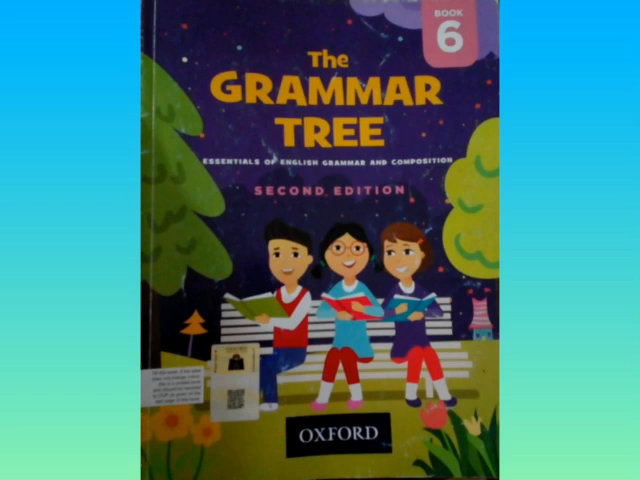 BOOK
6
The
GRAMMAR
TREE
ESSENTIALS OF ENGLISH GRAMMAR AND COMPOSITION
SECOND EDITION
OXFORD